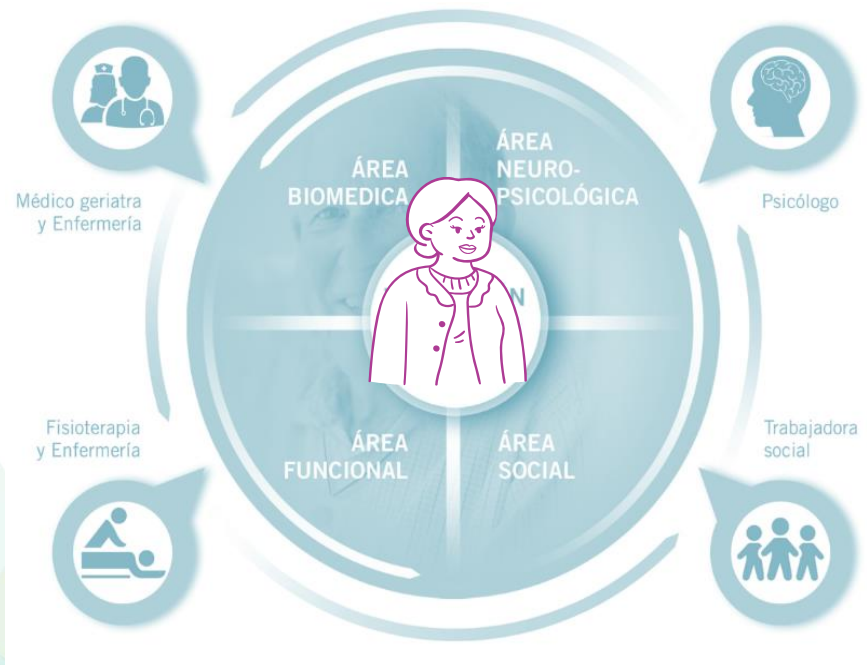 ÁREA
BIOMEDICA
ÁREA
NEURO-
PSICOLÓGICA
Médico geriatra
y Enfermería
Psicólogo
Fisioterapia
y Enfermería
ÁREA
FUNCIONAL
ÁREA
SOCIAL
Trabajadora
social